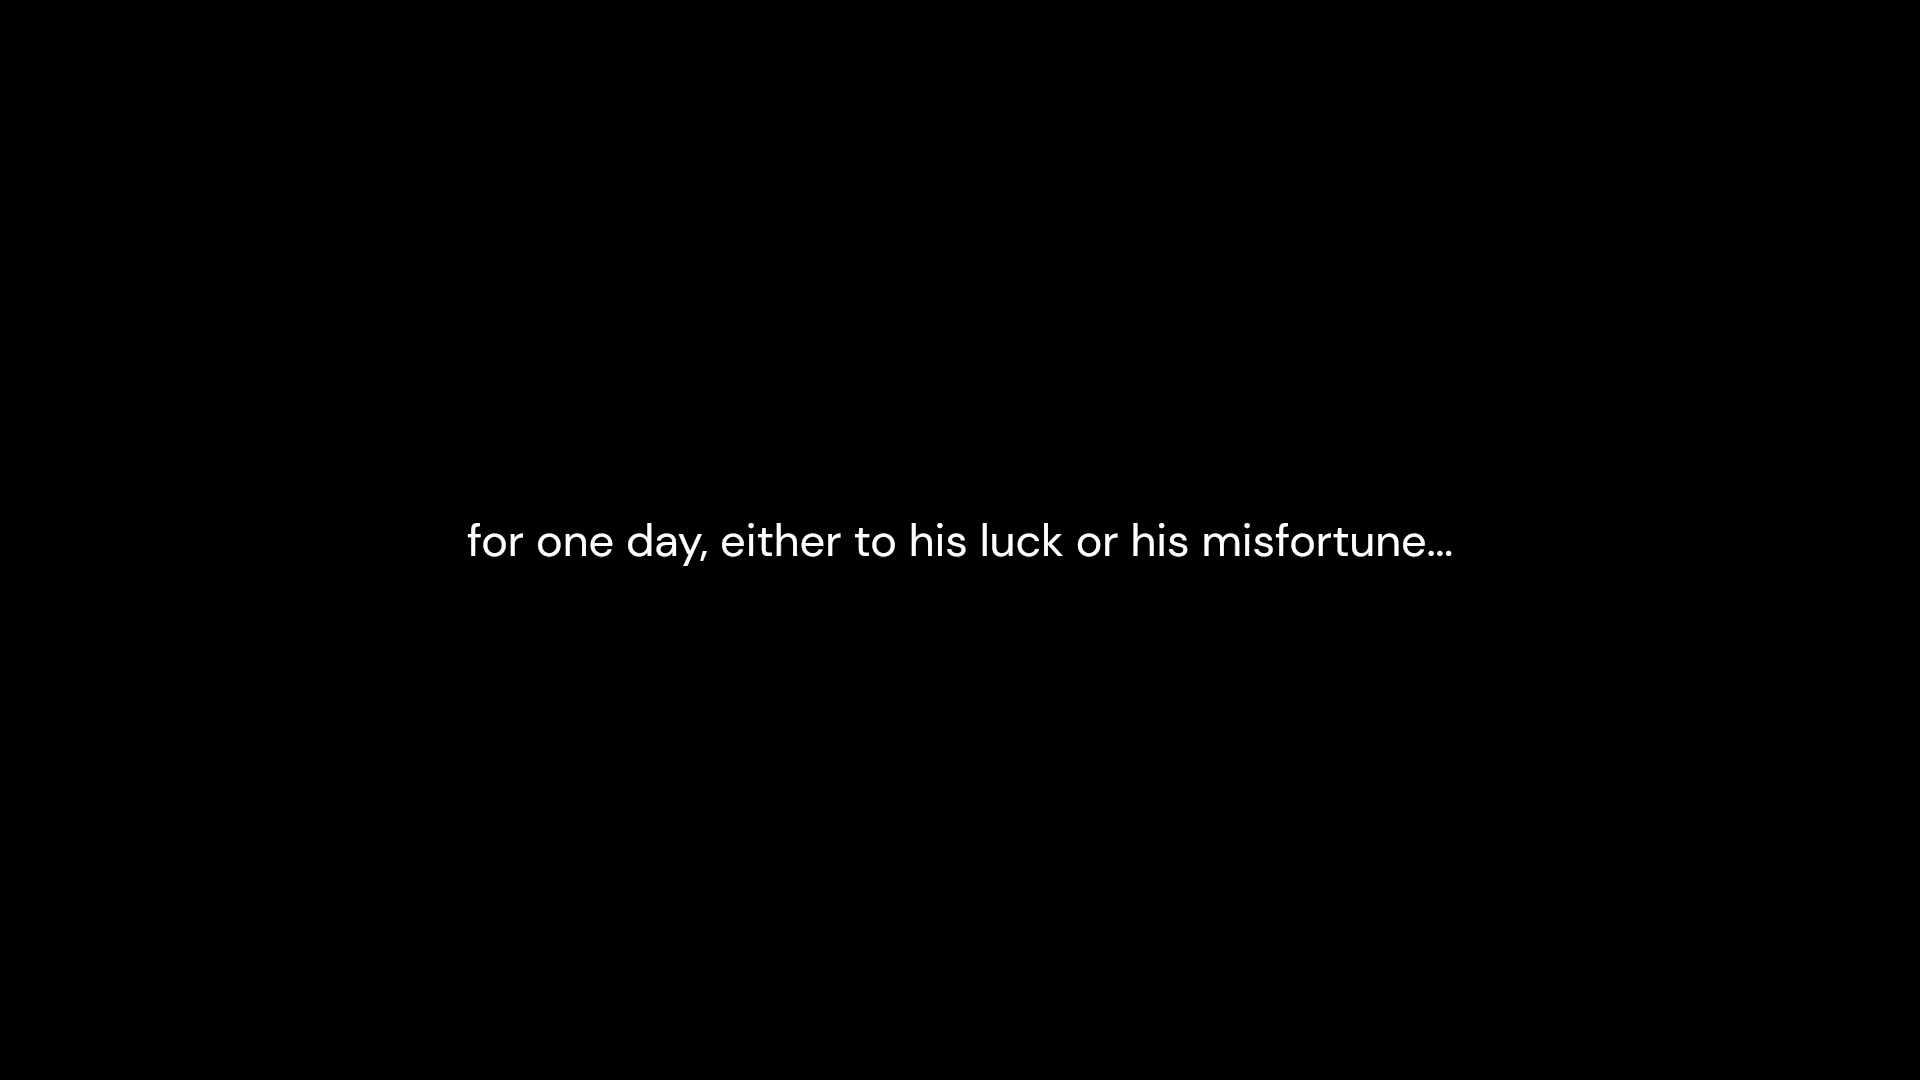 for one day, either to his luck or his misfortune...